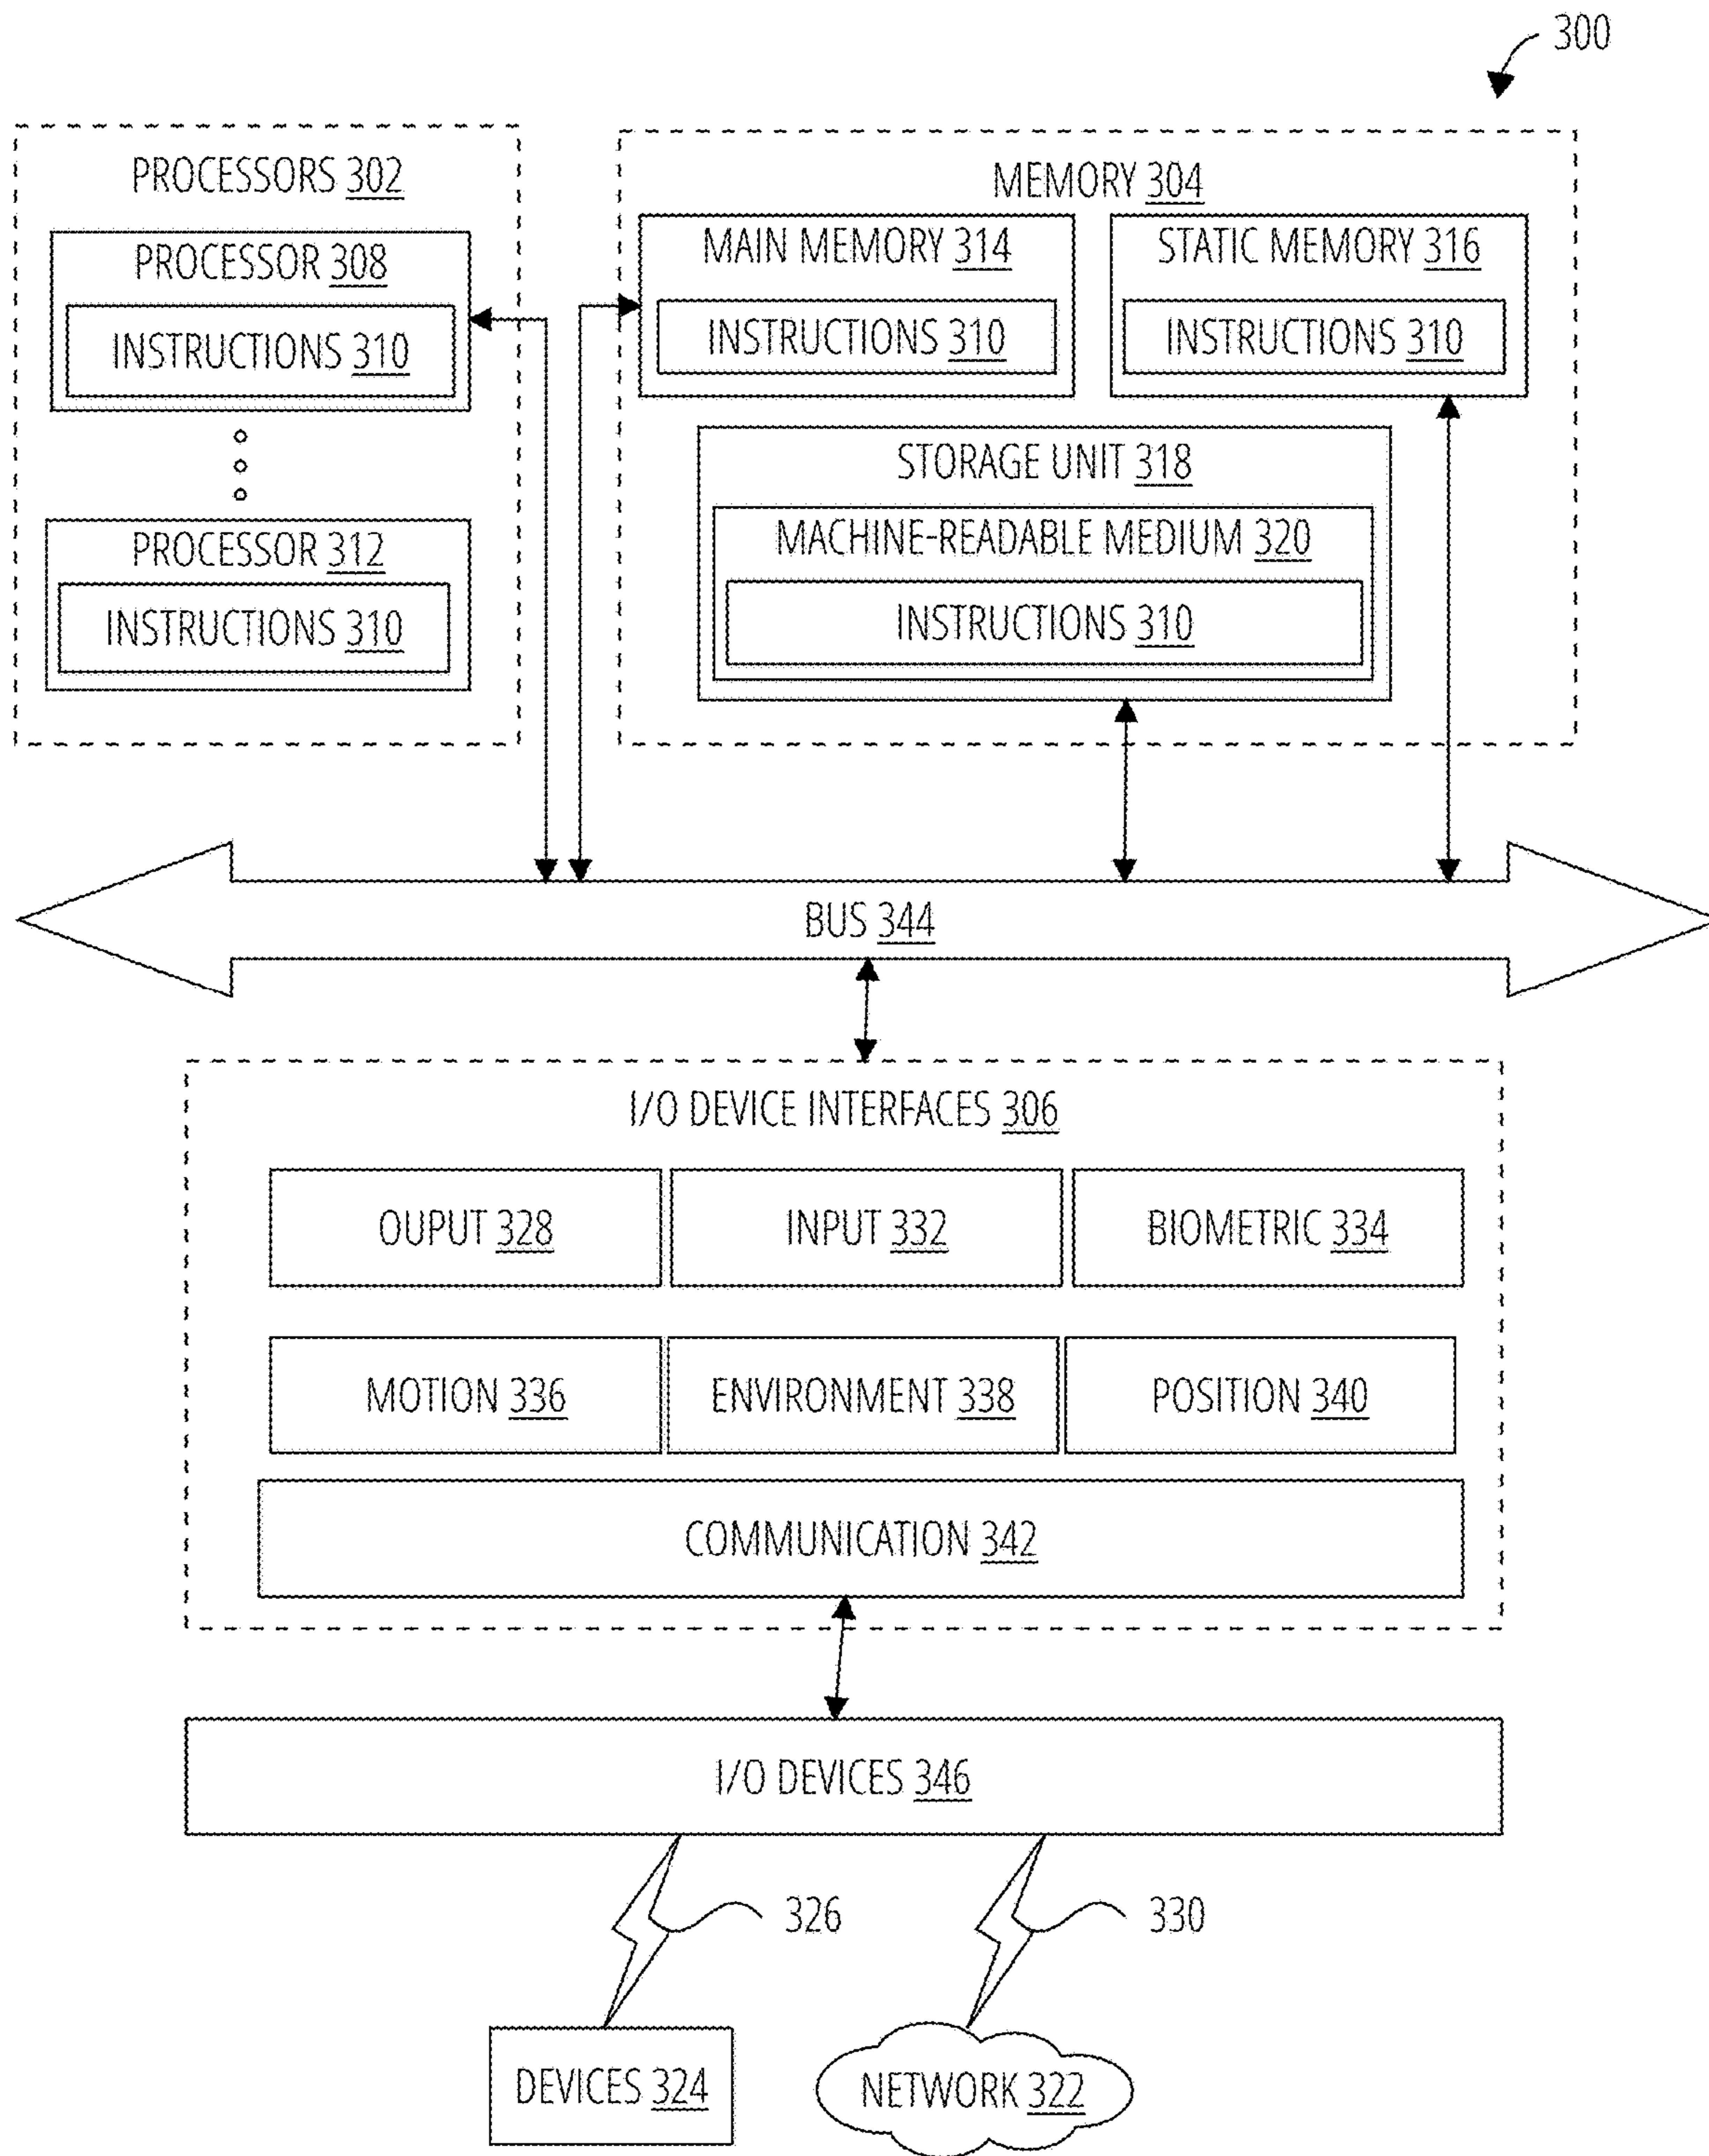 300
PROCESSORS 302
PROCESSOR 308
INSTRUCTIONS 310
PROCESSOR 312
INSTRUCTIONS 310
MEMORY 304
MAIN MEMORY 314
INSTRUCTIONS 310
STATIC MEMORY 316
INSTRUCTIONS 310
STORAGE UNIT 318
MACHINE-READABLE MEDIUM 320
INSTRUCTIONS 310
BUS 344
I/O DEVICE INTERFACES 306
OUPUT 328
INPUT 332
BIOMETRIC 334
MOTION 336
ENVIRONMENT 338
POSITION 340
COMMUNICATION 342
I/O DEVICES 346
326
330
DEVICES 324
NETWORK 322